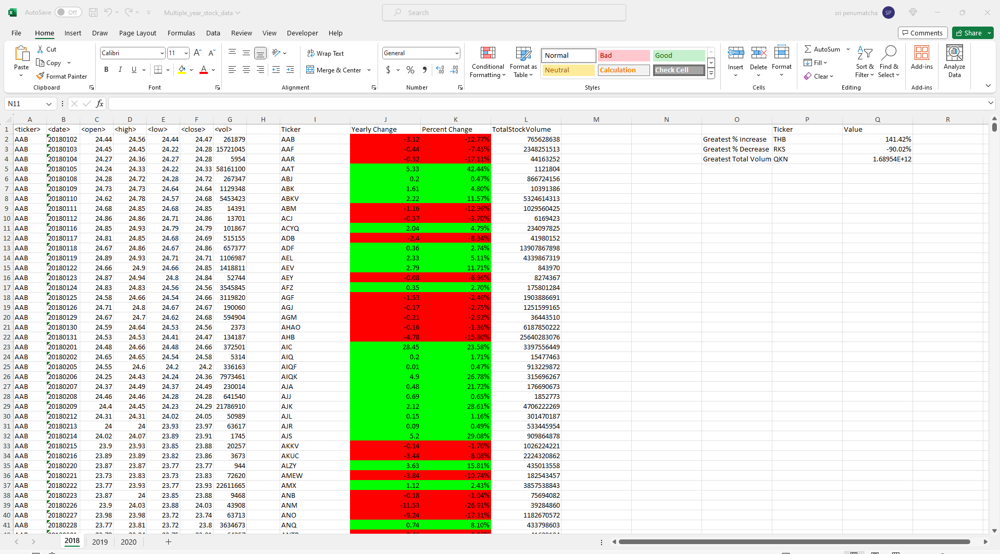 AutoSave Off Multiple_year_stock_data Search sri penumatcha SP
File Home Insert Draw Page Layout Formulas Data Review View Developer Help Comments Share
Paste Cut Copy Format Painter Clipboard
Calibri 11 A A B I U A Font
ab Wrap Text Merge & Center Alignment
General $ % , Number
Conditional Formatting Format as Table Normal Bad Good Neutral Calculation Check Cell Styles
Insert Delete Format Cells
AutoSum Fill Clear Sort & Filter Find & Select Editing
Add-ins Add-ins
Analyze Data
N11 fx
A B C D E F G H I J K L M N O P Q R
1 <ticker> <date> <open> <high> <low> <close> <vol> Ticker Yearly Change Percent Change TotalStockVolume Ticker Value
2 AAB 20180102 24.44 24.56 24.44 24.47 261879 AAB -3.12 -12.77% 765628638 Greatest % increase THB 141.42%
3 AAB 20180103 24.45 24.45 24.22 24.28 15721045 AAF -0.44 -7.45% 2348251513 Greatest % Decrease RKS -90.02%
4 AAB 20180104 24.27 24.36 24.27 24.28 5954 AAR -0.32 -17.11% 44163252 Greatest Total Volum QKN 1.68954E+12
5 AAB 20180105 24.24 24.33 24.22 24.33 58161100 AAT 5.33 42.44% 1121804
6 AAB 20180108 24.28 24.72 24.28 24.72 267347 ABJ 0.2 0.47% 866724156
7 AAB 20180109 24.73 24.73 24.64 24.64 1129348 ABK 1.61 4.80% 10391386
8 AAB 20180110 24.62 24.78 24.57 24.68 5453423 ABKV 2.22 11.57% 5324614313
9 AAB 20180111 24.68 24.85 24.68 24.85 14391 ABM -1.16 -12.96% 1029560425
10 AAB 20180112 24.86 24.86 24.71 24.86 13701 ACJ -0.57 -3.70% 6169423
11 AAB 20180116 24.85 24.93 24.79 24.79 101867 ACYQ 2.04 4.79% 234097825
12 AAB 20180117 24.81 24.85 24.68 24.69 515155 ADB -2.4 -8.34% 41980152
13 AAB 20180118 24.67 24.86 24.67 24.86 657377 ADF 0.36 2.74% 13907867898
14 AAB 20180119 24.89 24.93 24.71 24.71 1106987 AEL 2.33 5.11% 4339867319
15 AAB 20180122 24.66 24.9 24.66 24.85 1418811 AEV 2.79 11.71% 843970
16 AAB 20180123 24.87 24.94 24.8 24.84 52744 AEY -0.08 -6.96% 8274367
17 AAB 20180124 24.83 24.83 24.56 24.56 3545845 AFZ 0.35 2.70% 175801284
18 AAB 20180125 24.58 24.66 24.54 24.66 3119820 AGF -1.53 -2.46% 1903886691
19 AAB 20180126 24.71 24.8 24.67 24.67 190060 AGJ -0.17 -2.75% 1251599165
20 AAB 20180129 24.67 24.7 24.62 24.68 594904 AGM -0.21 -2.92% 36443510
21 AAB 20180130 24.59 24.64 24.53 24.56 2373 AHAO -0.16 -1.36% 6187850222
22 AAB 20180131 24.53 24.53 24.41 24.47 134187 AHB -4.78 -15.80% 25640283076
23 AAB 20180201 24.48 24.66 24.48 24.66 372501 AIC 28.45 23.58% 3397556449
24 AAB 20180202 24.65 24.65 24.54 24.58 5314 AIQ 0.2 1.71% 15477463
25 AAB 20180205 24.55 24.6 24.2 24.2 336163 AIQF 0.01 0.47% 913229872
26 AAB 20180206 24.25 24.43 24.24 24.36 7973461 AIQK 4.9 26.78% 315696267
27 AAB 20180207 24.37 24.49 24.37 24.49 230014 AJA 0.48 21.72% 176690673
28 AAB 20180208 24.46 24.46 24.28 24.28 641540 AJJ 0.69 0.65% 1852773
29 AAB 20180209 24.4 24.45 24.23 24.29 21786910 AJK 2.12 28.61% 4706222269
30 AAB 20180212 24.31 24.31 24.02 24.05 50989 AJL 0.15 1.16% 301470187
31 AAB 20180213 24 24 23.93 23.97 63617 AJR 0.09 0.49% 533445954
32 AAB 20180214 24.02 24.07 23.89 23.91 1745 AJS 5.2 29.08% 909864878
33 AAB 20180215 23.9 23.93 23.85 23.88 20257 AKKV -0.14 -1.70% 1026224221
34 AAB 20180216 23.89 23.89 23.82 23.86 3673 AKUC -3.44 -8.08% 2224320862
35 AAB 20180220 23.87 23.87 23.77 23.77 944 ALZY 3.63 15.81% 435013558
36 AAB 20180221 23.73 23.83 23.73 23.83 72620 AMEW -3.84 -10.74% 182543457
37 AAB 20180222 23.77 23.93 23.77 23.93 22611665 AMX 1.12 2.43% 3857538843
38 AAB 20180223 23.87 24 23.85 23.88 9468 ANB -0.18 -1.04% 75694082
39 AAB 20180226 23.9 24.03 23.88 24.03 43908 ANM -11.53 -26.91% 39284860
40 AAB 20180227 23.98 23.98 23.72 23.74 63713 ANO -9.24 -17.31% 1182670572
41 AAB 20180228 23.77 23.81 23.72 23.8 3634673 ANQ 0.74 8.10% 433798603
2018 2019 2020